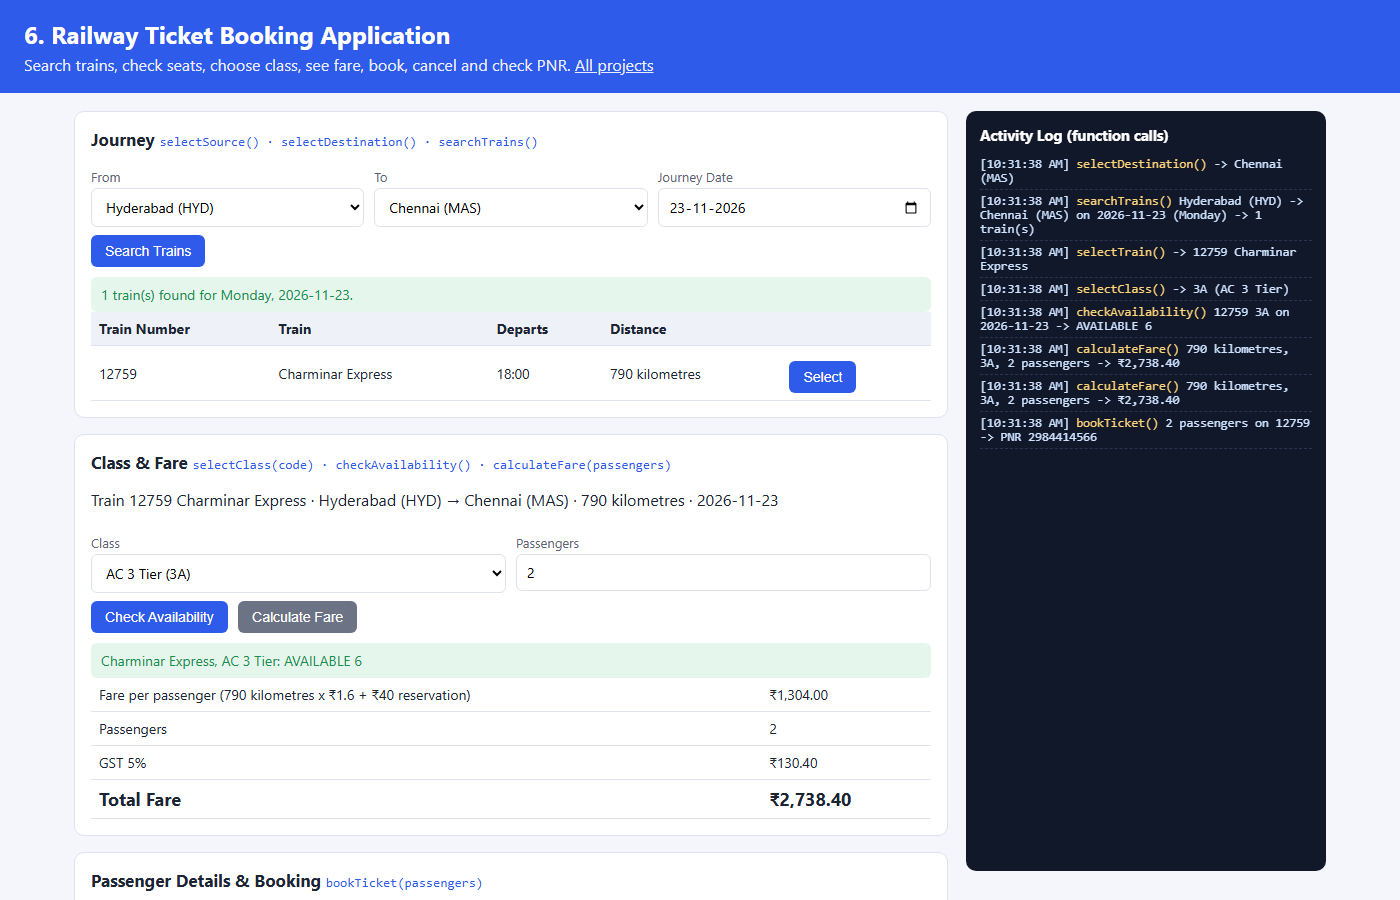 6. Railway Ticket Booking Application
Search trains, check seats, choose class, see fare, book, cancel and check PNR. All projects
Journey selectSource() · selectDestination() · searchTrains()
From To Journey Date
Hyderabad (HYD) Chennai (MAS) 23-11-2026
Search Trains
1 train(s) found for Monday, 2026-11-23.
Train Number Train Departs Distance
12759 Charminar Express 18:00 790 kilometres Select
Class & Fare selectClass(code) · checkAvailability() · calculateFare(passengers)
Train 12759 Charminar Express · Hyderabad (HYD) → Chennai (MAS) · 790 kilometres · 2026-11-23
Class Passengers
AC 3 Tier (3A) 2
Check Availability Calculate Fare
Charminar Express, AC 3 Tier: AVAILABLE 6
Fare per passenger (790 kilometres x ₹1.6 + ₹40 reservation) ₹1,304.00
Passengers 2
GST 5% ₹130.40
Total Fare ₹2,738.40
Passenger Details & Booking bookTicket(passengers)
Activity Log (function calls)
[10:31:38 AM] selectDestination() -> Chennai
(MAS)
[10:31:38 AM] searchTrains() Hyderabad (HYD) ->
Chennai (MAS) on 2026-11-23 (Monday) -> 1
train(s)
[10:31:38 AM] selectTrain() -> 12759 Charminar
Express
[10:31:38 AM] selectClass() -> 3A (AC 3 Tier)
[10:31:38 AM] checkAvailability() 12759 3A on
2026-11-23 -> AVAILABLE 6
[10:31:38 AM] calculateFare() 790 kilometres,
3A, 2 passengers -> ₹2,738.40
[10:31:38 AM] calculateFare() 790 kilometres,
3A, 2 passengers -> ₹2,738.40
[10:31:38 AM] bookTicket() 2 passengers on 12759
-> PNR 2984414566